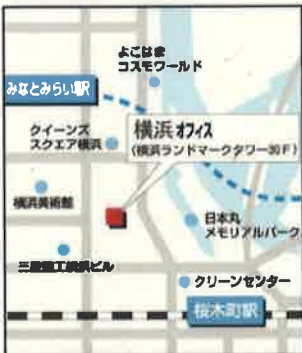 よこはま
コスモワールド
みなとみらい駅
クイーンズ
スクエア横浜
横浜オフィス
(横浜ランドマークタワー30F)
横浜美術館
日本丸
メモリアルパーク
三菱重工横浜ビル
クリーンセンター
桜木町駅